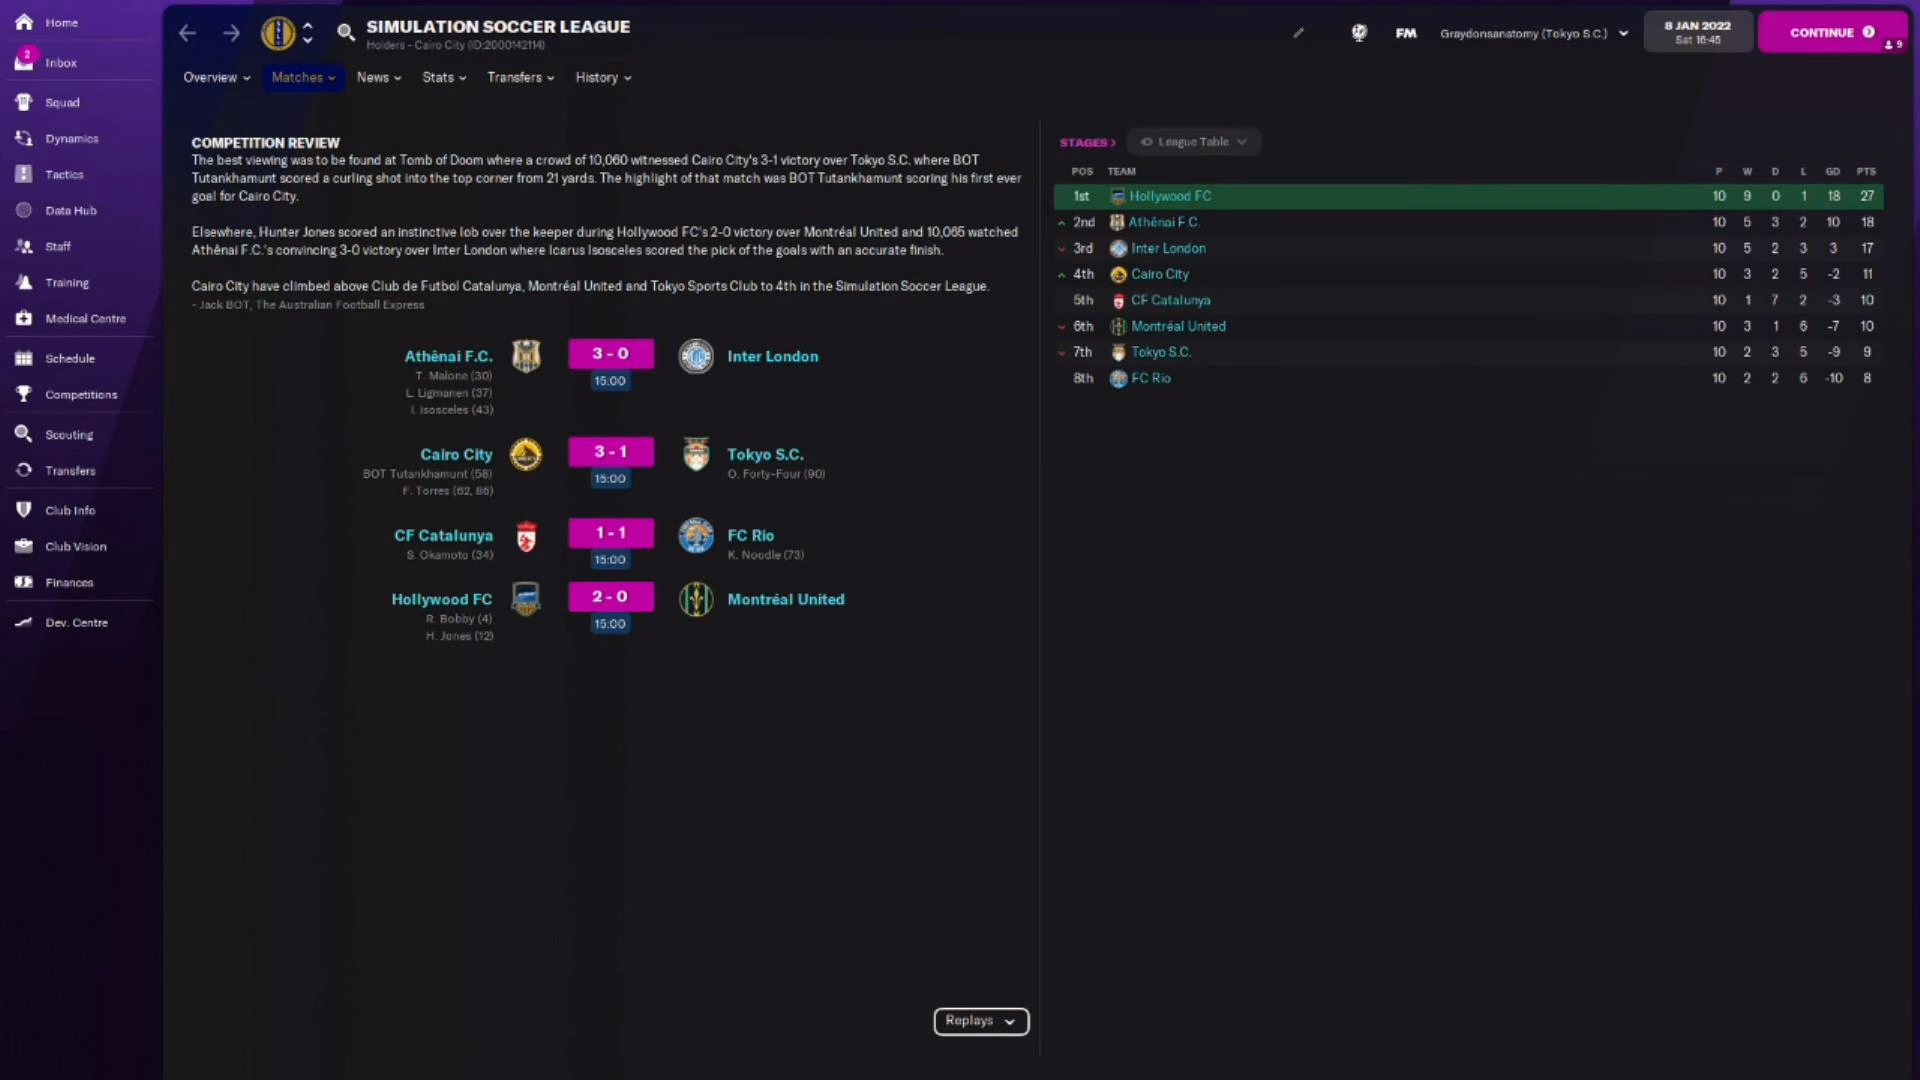 Home
2
Inbox
Squad
Dynamics
Tactics
Data Hub
Staff
Training
Medical Centre
Schedule
Competitions
Scouting
Transfers
Club Info
Club Vision
Finances
Dev. Centre
SIMULATION SOCCER LEAGUE
Holders - Cairo City (ID:2000142114)
FM
Graydonsanatomy (Tokyo S.C.)
8 JAN 2022
Sat 16:45
CONTINUE
9
Overview Matches News Stats Transfers History
COMPETITION REVIEW
The best viewing was to be found at Tomb of Doom where a crowd of 10,060 witnessed Cairo City's 3-1 victory over Tokyo S.C. where BOT
Tutankhamunt scored a curling shot into the top corner from 21 yards. The highlight of that match was BOT Tutankhamunt scoring his first ever
goal for Cairo City.
Elsewhere, Hunter Jones scored an instinctive lob over the keeper during Hollywood FC's 2-0 victory over Montréal United and 10,065 watched
Athênai F.C.'s convincing 3-0 victory over Inter London where Icarus Isosceles scored the pick of the goals with an accurate finish.
Cairo City have climbed above Club de Futbol Catalunya, Montréal United and Tokyo Sports Club to 4th in the Simulation Soccer League.
- Jack BOT, The Australian Football Express
Athênai F.C. 3 - 0 Inter London
T. Malone (30) 15:00
L. Ligmanen (37)
I. Isosceles (43)
Cairo City 3 - 1 Tokyo S.C.
BOT Tutankhamunt (58) 15:00 O. Forty-Four (90)
F. Torres (62, 86)
CF Catalunya 1 - 1 FC Rio
S. Okamoto (34) 15:00 K. Noodle (73)
Hollywood FC 2 - 0 Montréal United
R. Bobby (4) 15:00
H. Jones (12)
Replays
STAGES > League Table
POS TEAM P W D L GD PTS
1st Hollywood FC 10 9 0 1 18 27
2nd Athênai F.C. 10 5 3 2 10 18
3rd Inter London 10 5 2 3 3 17
4th Cairo City 10 3 2 5 -2 11
5th CF Catalunya 10 1 7 2 -3 10
6th Montréal United 10 3 1 6 -7 10
7th Tokyo S.C. 10 2 3 5 -9 9
8th FC Rio 10 2 2 6 -10 8